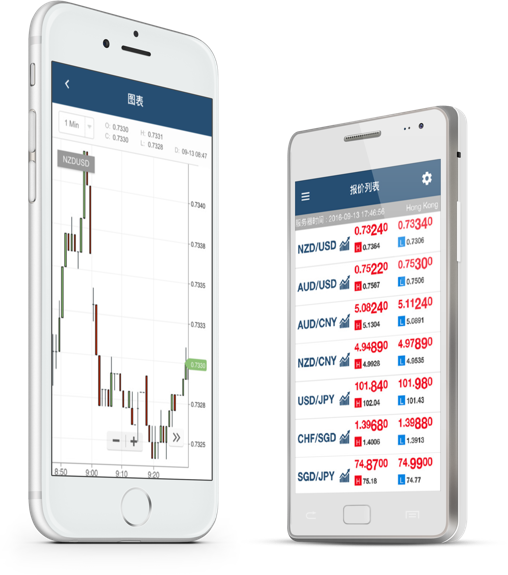 图表
1 Min
O: 0.7330 H: 0.7331
C: 0.7330 L: 0.7328 D: 09-13 08:47
NZDUSD
0.7340
0.7338
0.7335
0.7333
0.7330
0.7328
0.7325
8:50 9:00 9:10 9:20
报价列表
服务器时间 : 2016-09-13 17:46:56 Hong Kong
NZD/USD 0.73240 0.73340
H 0.7364 L 0.7306
AUD/USD 0.75220 0.75300
H 0.7567 L 0.7506
AUD/CNY 5.08240 5.11240
H 5.1304 L 5.0891
NZD/CNY 4.94890 4.97890
H 4.9928 L 4.9535
USD/JPY 101.840 101.980
H 102.04 L 101.43
CHF/SGD 1.39680 1.39880
H 1.4006 L 1.3913
SGD/JPY 74.8700 74.9900
H 75.18 L 74.77